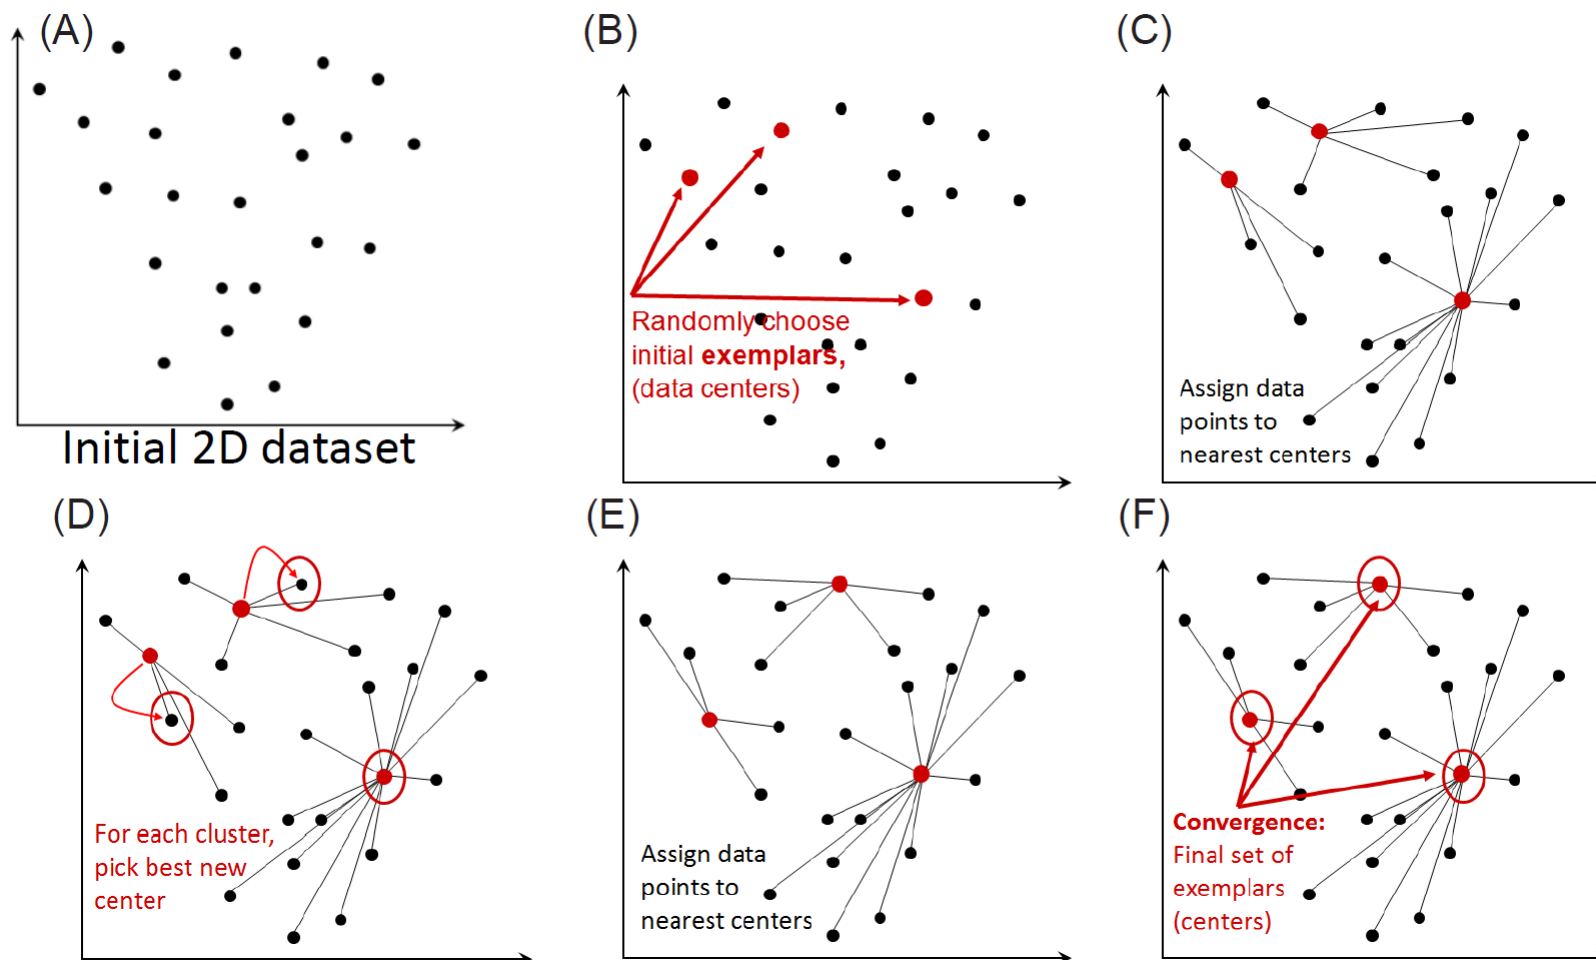 (A)
Initial 2D dataset
(B)
Randomly choose
initial exemplars,
(data centers)
(C)
Assign data
points to
nearest centers
(D)
For each cluster,
pick best new
center
(E)
Assign data
points to
nearest centers
(F)
Convergence:
Final set of
exemplars
(centers)